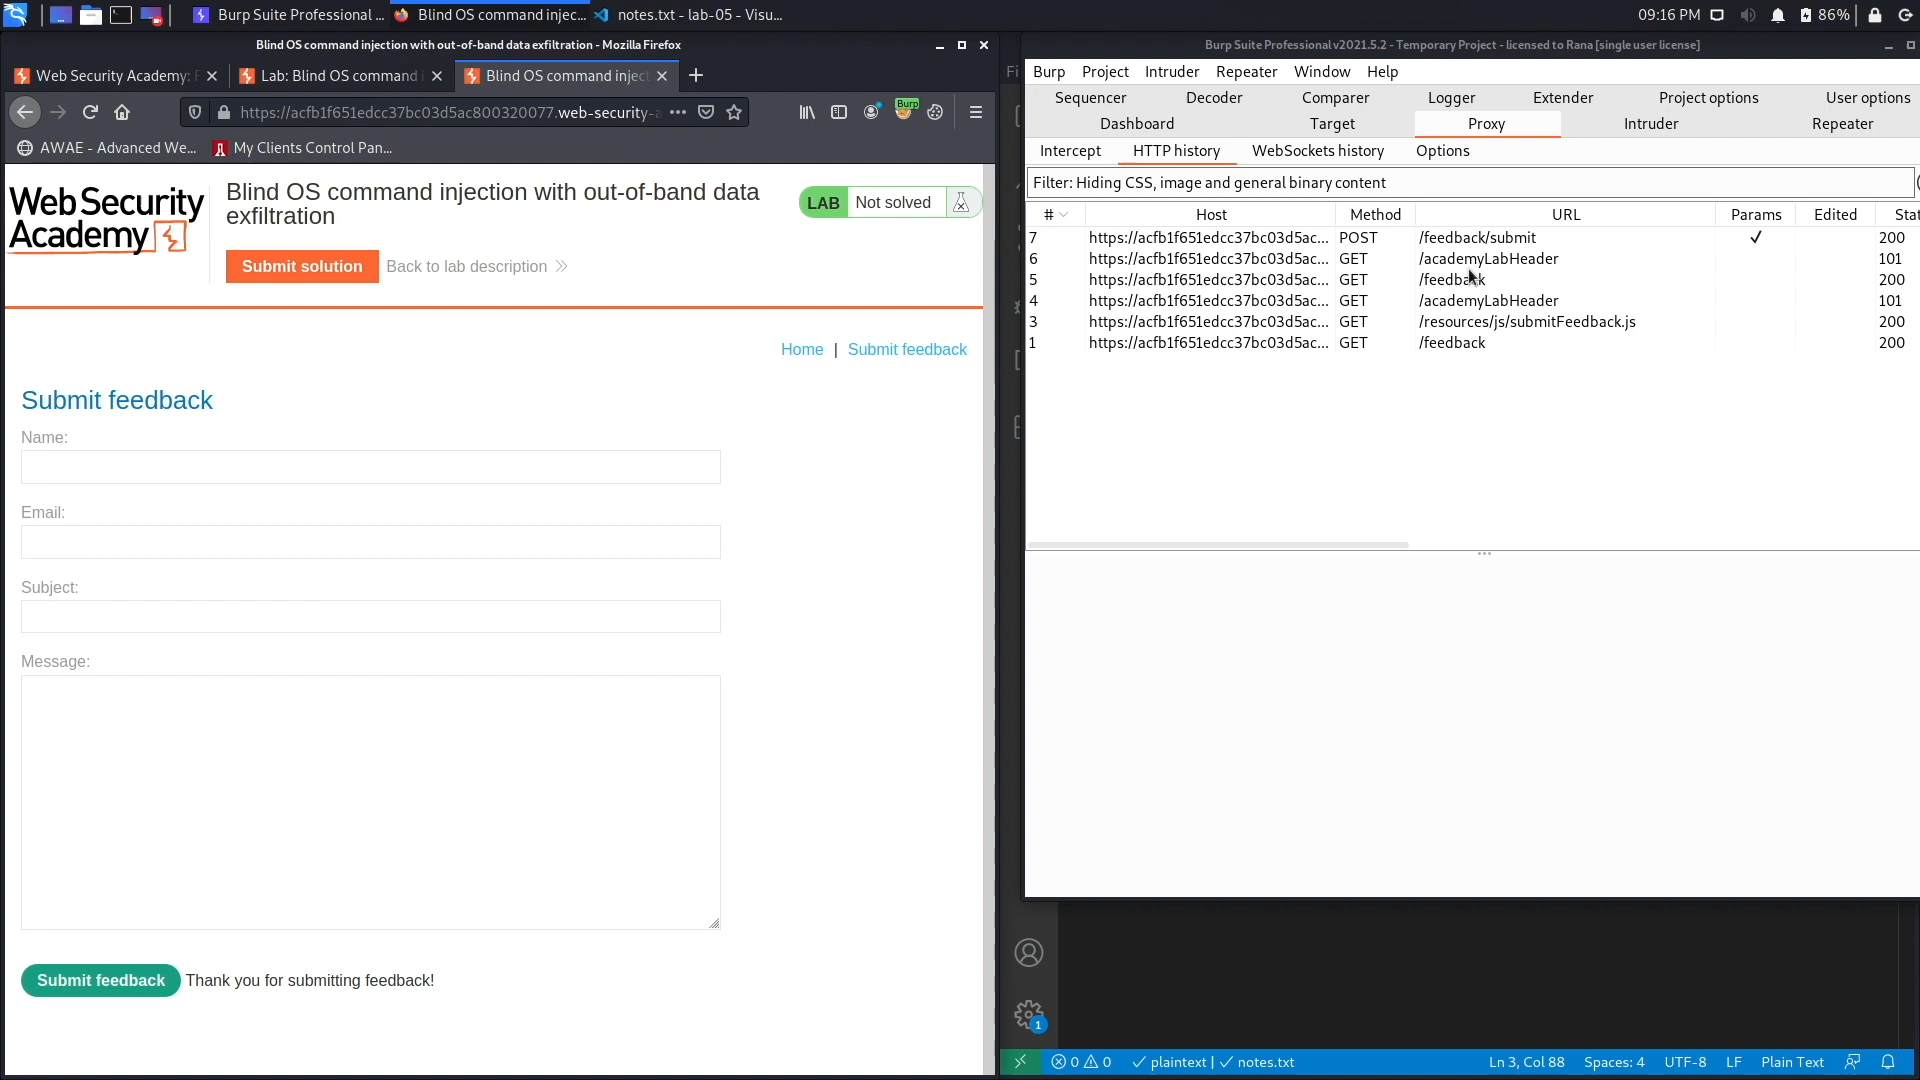 Burp Suite Professional ...
Blind OS command injec...
notes.txt - lab-05 - Visu...
09:16 PM
86%
Blind OS command injection with out-of-band data exfiltration - Mozilla Firefox
Web Security Academy:
Lab: Blind OS command
Blind OS command inject
https://acfb1f651edcc37bc03d5ac800320077.web-security-a
Burp
AWAE - Advanced We...
My Clients Control Pan...
Web Security
Academy
Blind OS command injection with out-of-band data
exfiltration
LAB Not solved
Submit solution
Back to lab description
Home | Submit feedback
Submit feedback
Name:
Email:
Subject:
Message:
Submit feedback Thank you for submitting feedback!
Burp Suite Professional v2021.5.2 - Temporary Project - licensed to Rana [single user license]
Fi
Burp Project Intruder Repeater Window Help
Sequencer Decoder Comparer Logger Extender Project options User options
Dashboard Target Proxy Intruder Repeater
Intercept HTTP history WebSockets history Options
Filter: Hiding CSS, image and general binary content
# Host Method URL Params Edited Stat
7 https://acfb1f651edcc37bc03d5ac... POST /feedback/submit ✓ 200
6 https://acfb1f651edcc37bc03d5ac... GET /academyLabHeader 101
5 https://acfb1f651edcc37bc03d5ac... GET /feedback 200
4 https://acfb1f651edcc37bc03d5ac... GET /academyLabHeader 101
3 https://acfb1f651edcc37bc03d5ac... GET /resources/js/submitFeedback.js 200
1 https://acfb1f651edcc37bc03d5ac... GET /feedback 200
1
0 0 ✓ plaintext | ✓ notes.txt Ln 3, Col 88 Spaces: 4 UTF-8 LF Plain Text